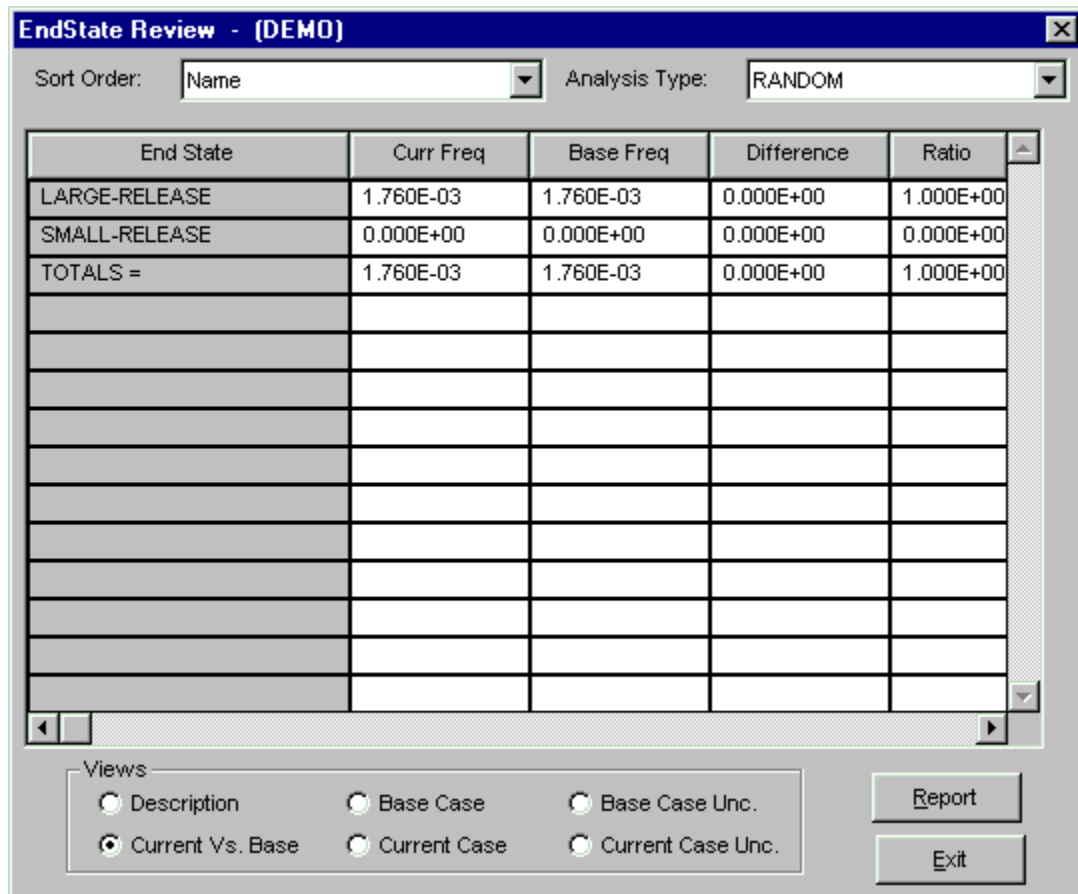 EndState Review - (DEMO)
Sort Order: Name Analysis Type: RANDOM
End State Curr Freq Base Freq Difference Ratio
LARGE-RELEASE 1.760E-03 1.760E-03 0.000E+00 1.000E+00
SMALL-RELEASE 0.000E+00 0.000E+00 0.000E+00 0.000E+00
TOTALS = 1.760E-03 1.760E-03 0.000E+00 1.000E+00
Views
Description Base Case Base Case Unc. Report
Current Vs. Base Current Case Current Case Unc. Exit